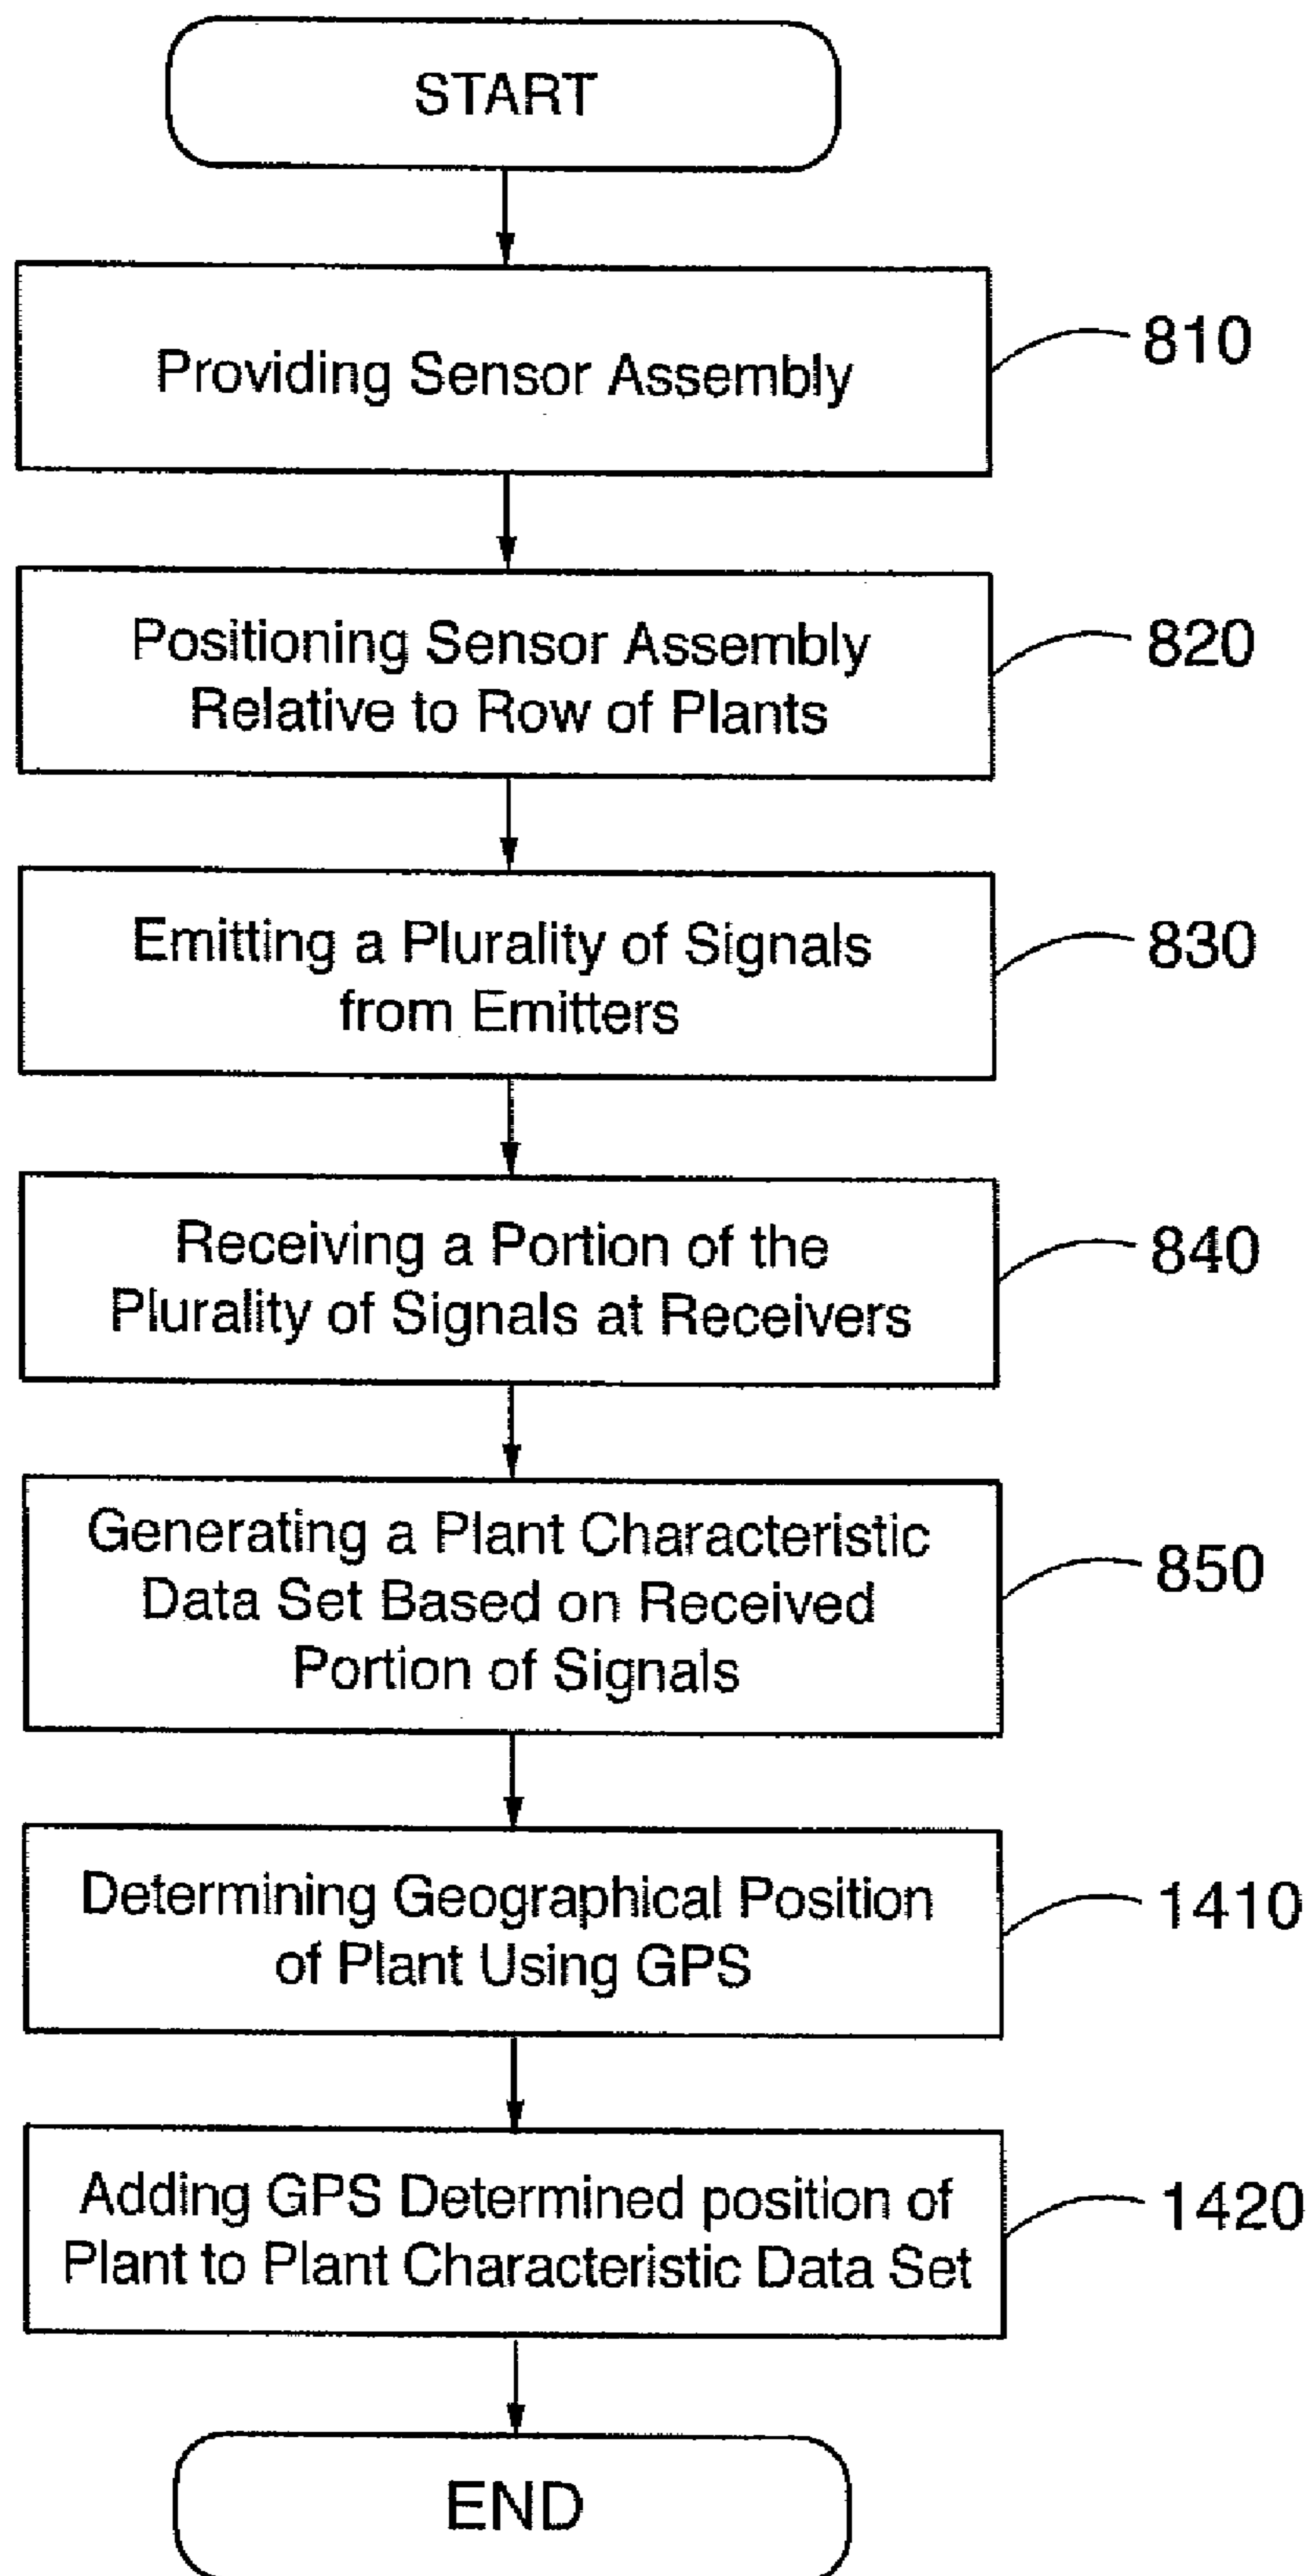 START
Providing Sensor Assembly
810
Positioning Sensor Assembly
Relative to Row of Plants
820
Emitting a Plurality of Signals
from Emitters
830
Receiving a Portion of the
Plurality of Signals at Receivers
840
Generating a Plant Characteristic
Data Set Based on Received
Portion of Signals
850
Determining Geographical Position
of Plant Using GPS
1410
Adding GPS Determined position of
Plant to Plant Characteristic Data Set
1420
END